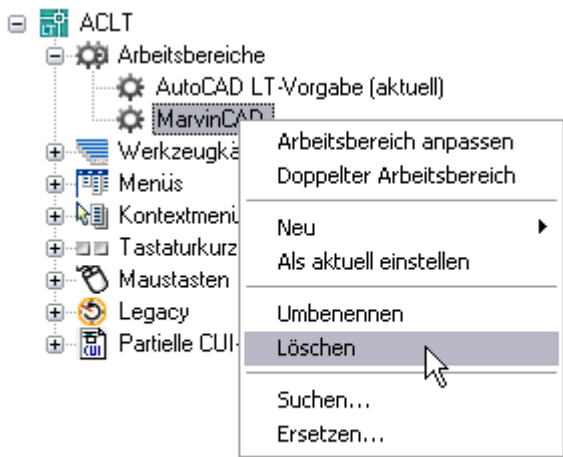 ACLT
Arbeitsbereiche
AutoCAD LT-Vorgabe (aktuell)
MarvinCAD
Werkzeugkä
Menüs
Kontextmenü
Tastaturkurz
Maustasten
Legacy
Partielle CUI-
Arbeitsbereich anpassen
Doppelter Arbeitsbereich
Neu
Als aktuell einstellen
Umbenennen
Löschen
Suchen...
Ersetzen...